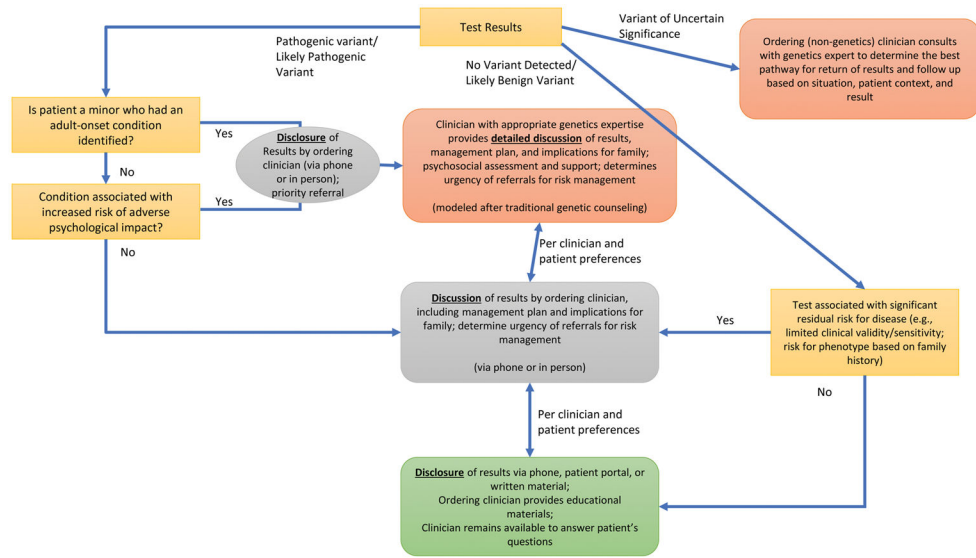 Test Results
Variant of Uncertain
Significance
Ordering (non-genetics) clinician consults
with genetics expert to determine the best
pathway for return of results and follow up
based on situation, patient context, and
result
Pathogenic variant/
Likely Pathogenic
Variant
No Variant Detected/
Likely Benign Variant
Is patient a minor who had an
adult-onset condition
identified?
Yes
No
Condition associated with
increased risk of adverse
psychological impact?
Yes
No
Disclosure of
Results by ordering
clinician (via phone
or in person);
priority referral
Clinician with appropriate genetics expertise
provides detailed discussion of results,
management plan, and implications for family;
psychosocial assessment and support; determines
urgency of referrals for risk management
(modeled after traditional genetic counseling)
Per clinician and
patient preferences
Discussion of results by ordering clinician,
including management plan and implications for
family; determine urgency of referrals for risk
management
(via phone or in person)
Yes
Test associated with significant
residual risk for disease (e.g.,
limited clinical validity/sensitivity;
risk for phenotype based on family
history)
No
Per clinician and
patient preferences
Disclosure of results via phone, patient portal, or
written material;
Ordering clinician provides educational
materials;
Clinician remains available to answer patient's
questions